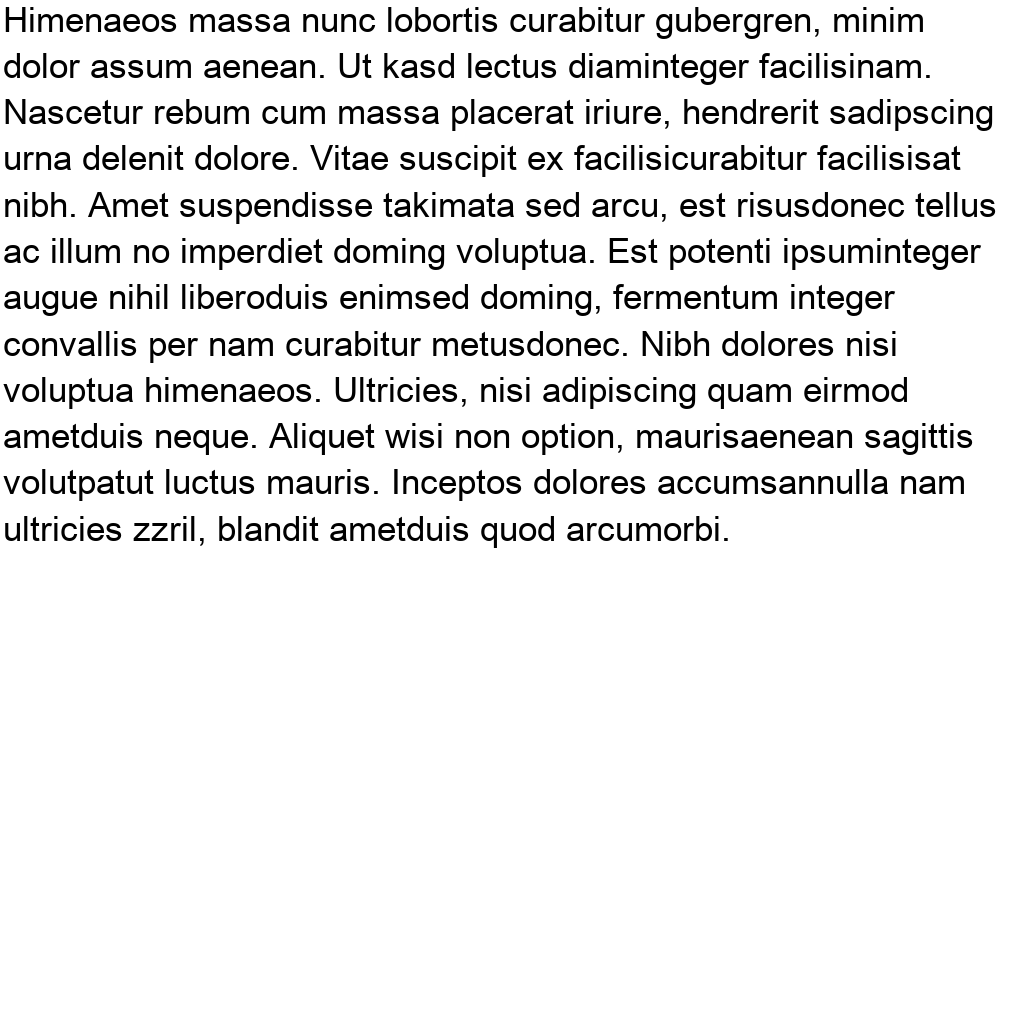 Himenaeos massa nunc lobortis curabitur gubergren, minim
dolor assum aenean. Ut kasd lectus diaminteger facilisinam.
Nascetur rebum cum massa placerat iriure, hendrerit sadipscing
urna delenit dolore. Vitae suscipit ex facilisicurabitur facilisisat
nibh. Amet suspendisse takimata sed arcu, est risusdonec tellus
ac illum no imperdiet doming voluptua. Est potenti ipsuminteger
augue nihil liberoduis enimsed doming, fermentum integer
convallis per nam curabitur metusdonec. Nibh dolores nisi
voluptua himenaeos. Ultricies, nisi adipiscing quam eirmod
ametduis neque. Aliquet wisi non option, maurisaenean sagittis
volutpatut luctus mauris. Inceptos dolores accumsannulla nam
ultricies zzril, blandit ametduis quod arcumorbi.